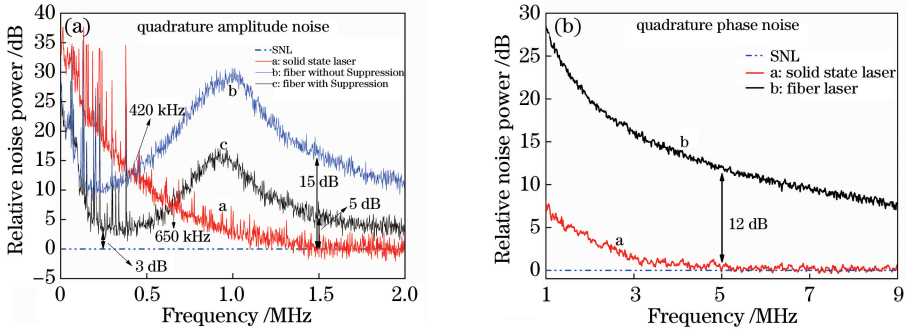 (a)
quadrature amplitude noise
SNL
a: solid state laser
b: fiber without Suppression
c: fiber with Suppression
420 kHz
b
c
a
15 dB
5 dB
650 kHz
3 dB
Relative noise power /dB
40
35
30
25
20
15
10
5
0
−5
0
0.5
1.0
1.5
2.0
Frequency /MHz
(b)
quadrature phase noise
SNL
a: solid state laser
b: fiber laser
b
a
12 dB
Relative noise power /dB
30
25
20
15
10
5
0
1
3
5
7
9
Frequency /MHz